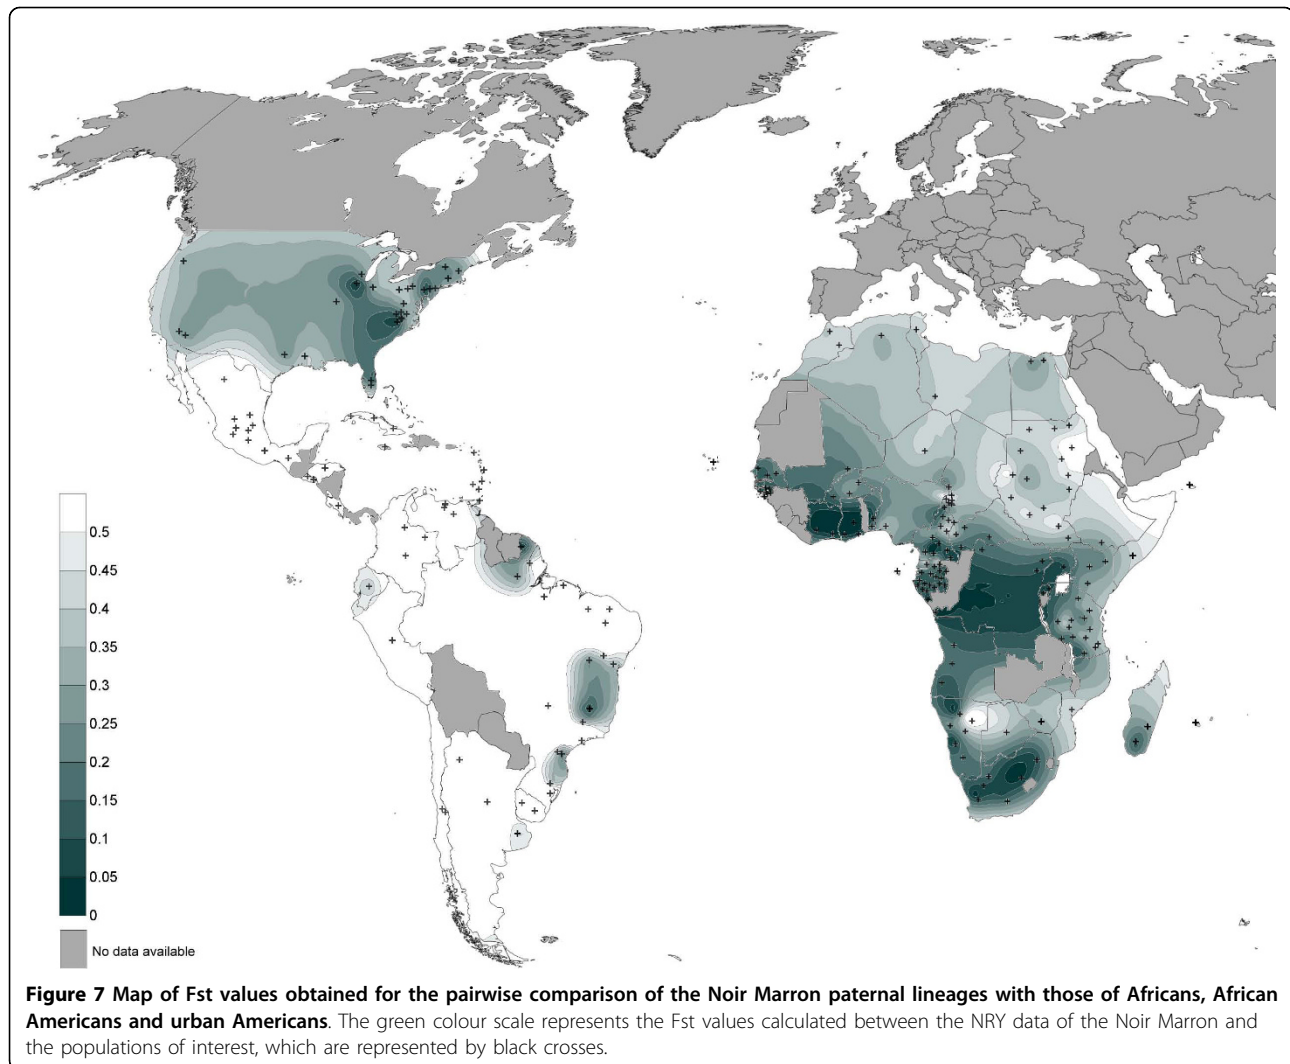 0.5
0.45
0.4
0.35
0.3
0.25
0.2
0.15
0.1
0.05
0
No data available
Figure 7 Map of Fst values obtained for the pairwise comparison of the Noir Marron paternal lineages with those of Africans, African
Americans and urban Americans. The green colour scale represents the Fst values calculated between the NRY data of the Noir Marron and
the populations of interest, which are represented by black crosses.